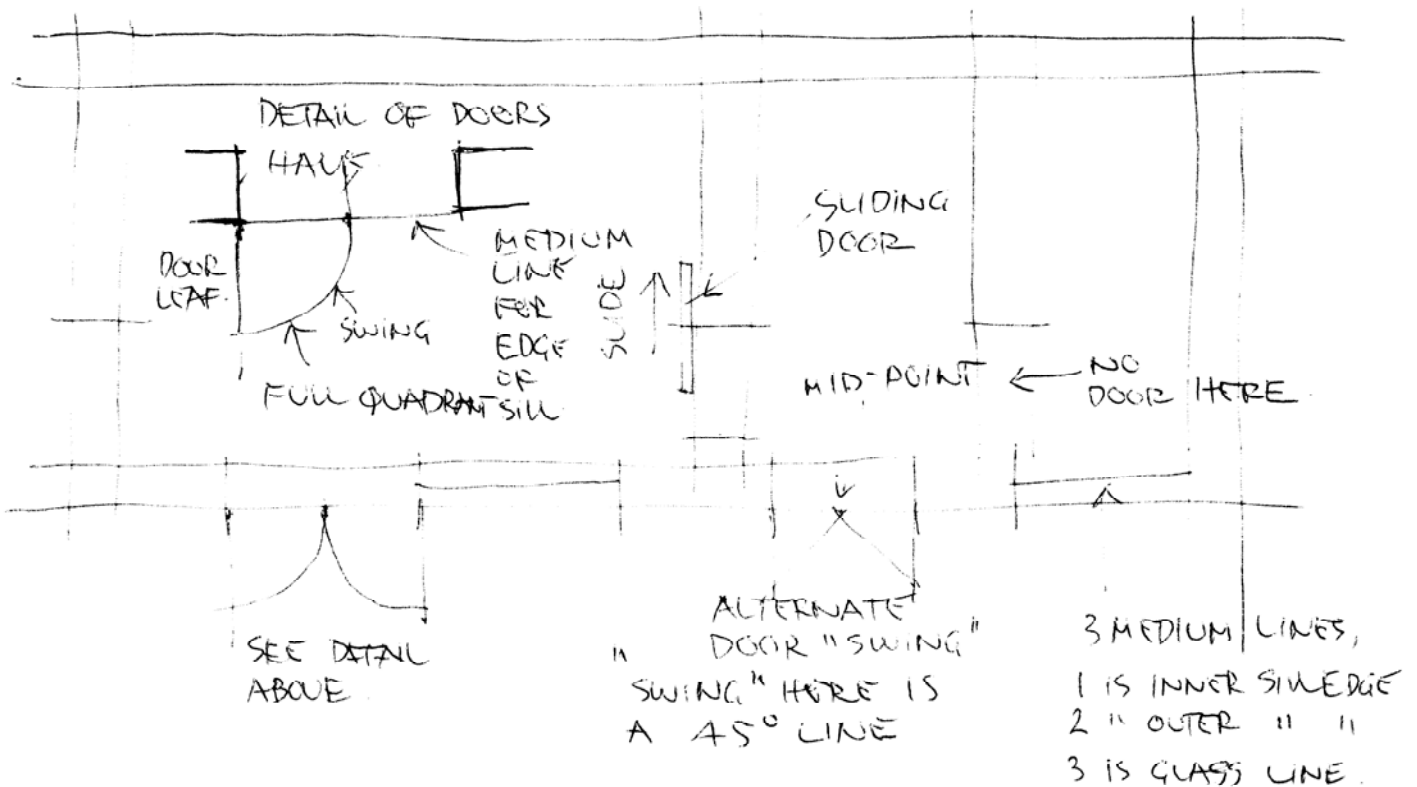 DETAIL OF DOORS
HALVE
DOOR
LEAF.
SWING
FULL QUADRANT
MEDIUM
LINE
FOR
EDGE
OF
SILL
SLIDE
SLIDING
DOOR
MID-POINT
NO
DOOR HERE
SEE DETAIL
ABOVE.
ALTERNATE
DOOR "SWING"
"SWING" HERE IS
A 45° LINE
3 MEDIUM LINES,
1 IS INNER SILL EDGE
2 " OUTER " "
3 IS GLASS LINE.